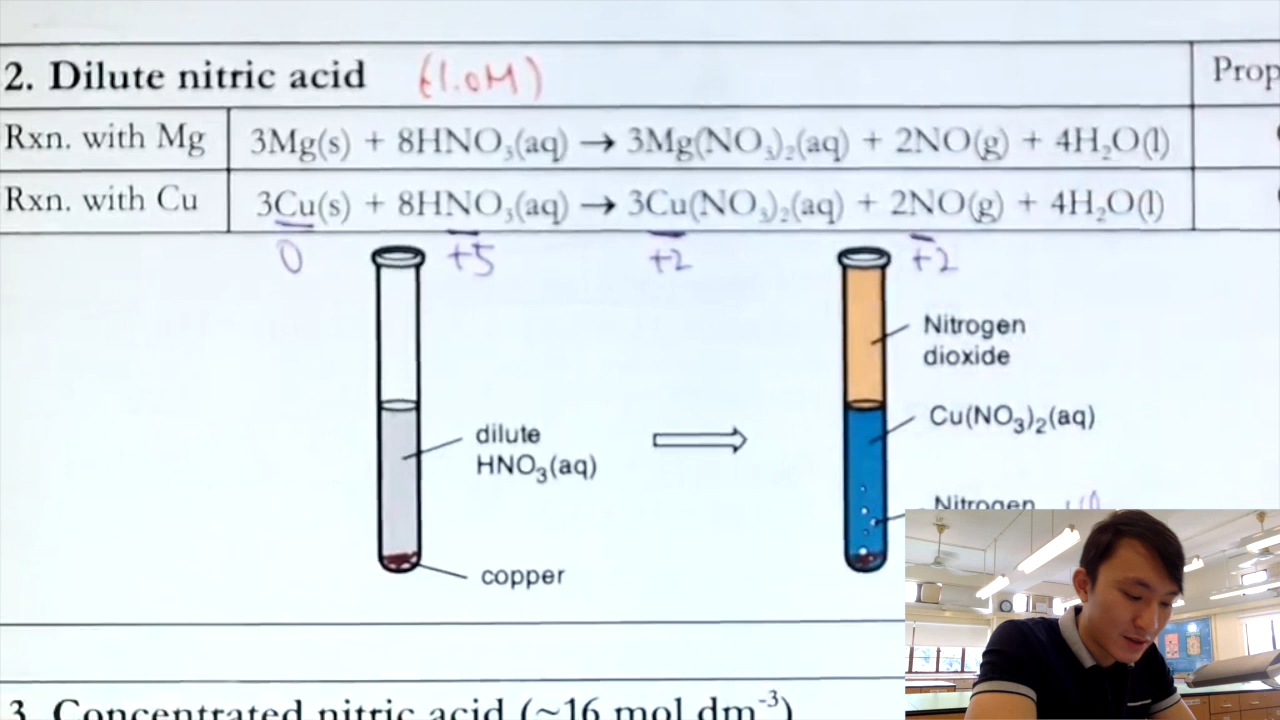 2. Dilute nitric acid (1.0M)
Prop
Rxn. with Mg 3Mg(s) + 8HNO₃(aq) → 3Mg(NO₃)₂(aq) + 2NO(g) + 4H₂O(l)
Rxn. with Cu 3Cu(s) + 8HNO₃(aq) → 3Cu(NO₃)₂(aq) + 2NO(g) + 4H₂O(l)
0 +5 +2 +2
Nitrogen
dioxide
Cu(NO₃)₂(aq)
dilute
HNO₃(aq)
Nitrogen
copper
3. Concentrated nitric acid (~16 mol dm⁻³)